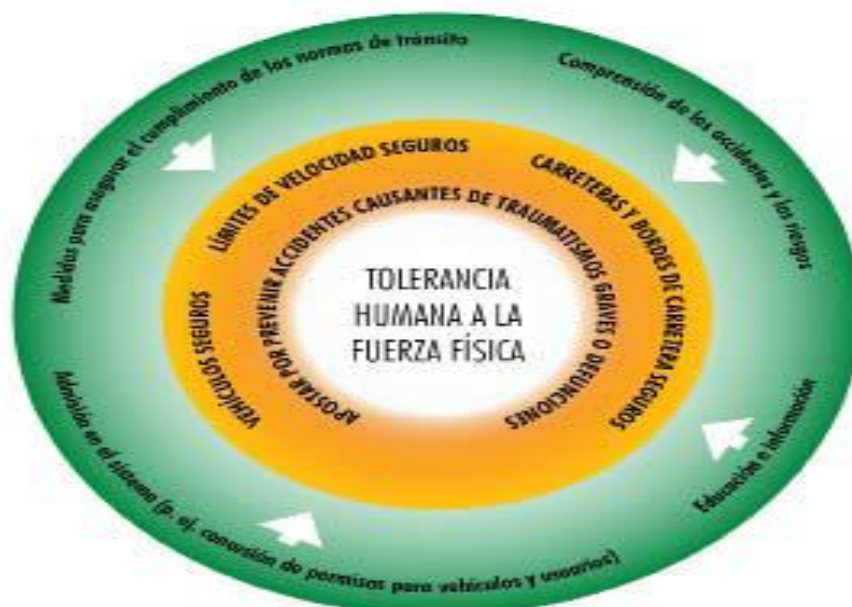 Medidas para asegurar el cumplimiento de las normas de tránsito
Comprensión de los accidentes y los riesgos
LÍMITES DE VELOCIDAD SEGUROS
CARRETERAS Y BORDES DE CARRETERA SEGUROS
VEHÍCULOS SEGUROS
APOSTAR POR PREVENIR ACCIDENTES CAUSANTES DE TRAUMATISMOS GRAVES O DEFUNCIONES
TOLERANCIA
HUMANA A LA
FUERZA FÍSICA
Admisión en el sistema (p. ej. concesión de permisos para vehículos y usuarios)
Educación e información